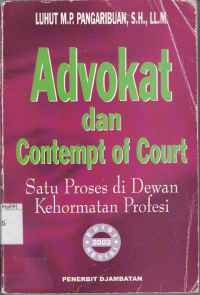 LUHUT M.P. PANGARIBUAN, S.H., LL.M
Advokat
dan
Contempt of Court
Satu Proses di Dewan
Kehormatan Profesi
EDISI
2002
REVISI
PENERBIT DJAMBATAN
6